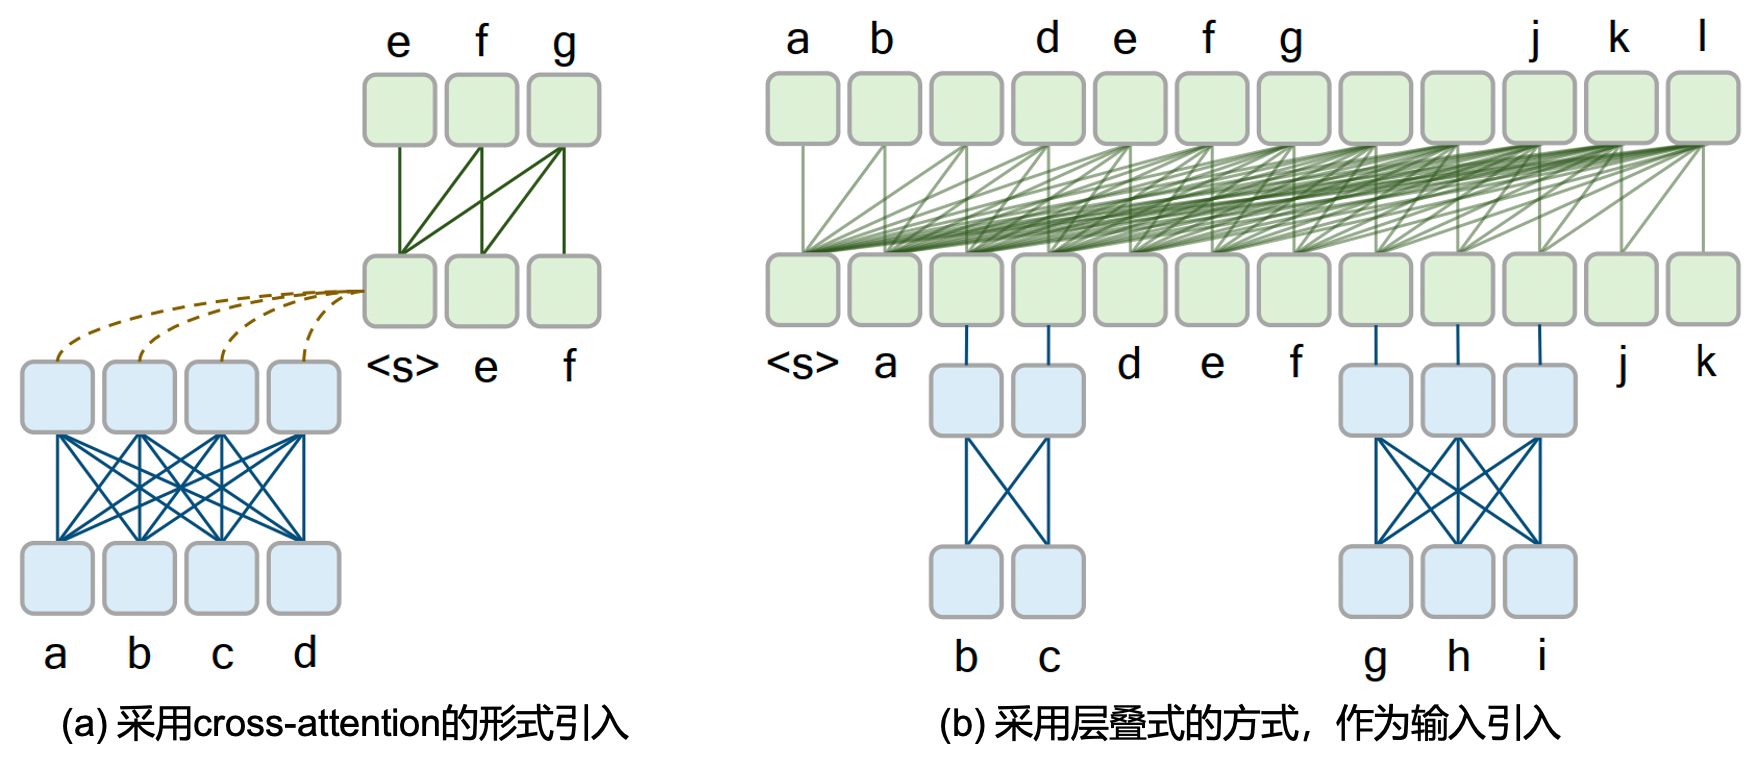 e f g
<s> e f
a b c d
(a) 采用cross-attention的形式引入
a b d e f g j k l
<s> a d e f j k
b c g h i
(b) 采用层叠式的方式，作为输入引入